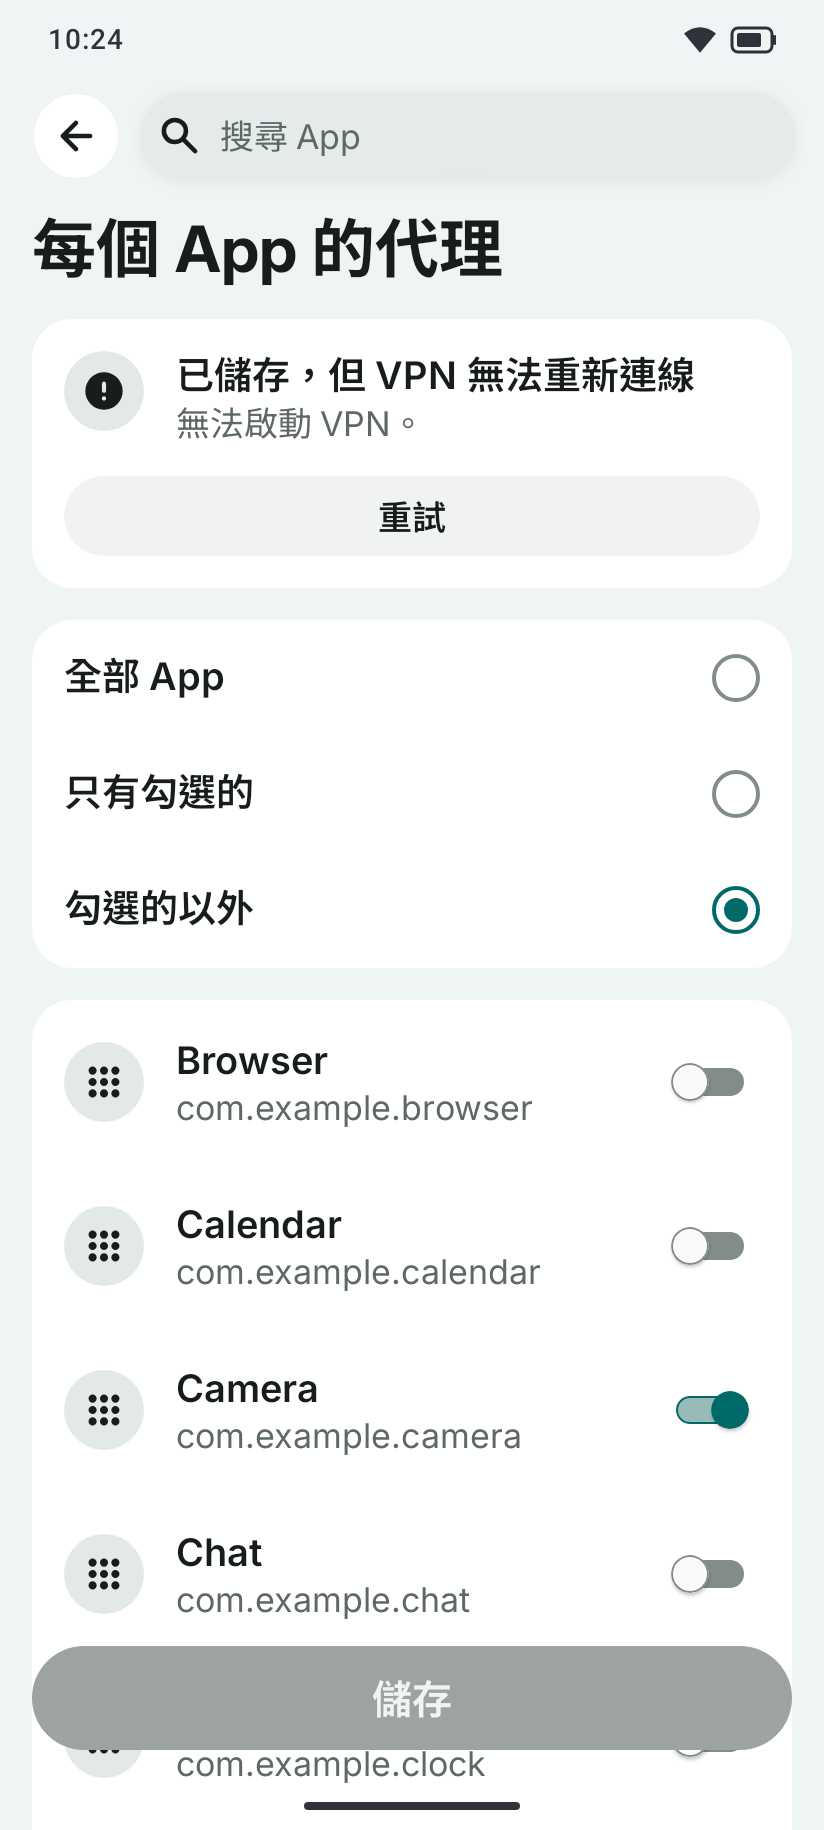 10:24
搜尋 App
每個 App 的代理
已儲存，但 VPN 無法重新連線
無法啟動 VPN。
重試
全部 App
只有勾選的
勾選的以外
Browser
com.example.browser
Calendar
com.example.calendar
Camera
com.example.camera
Chat
com.example.chat
儲存
com.example.clock